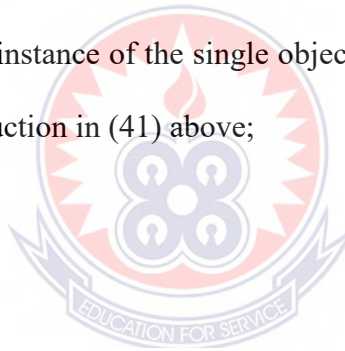 instance of the single objec
uction in (41) above;
EDUCATION FOR SERVICE